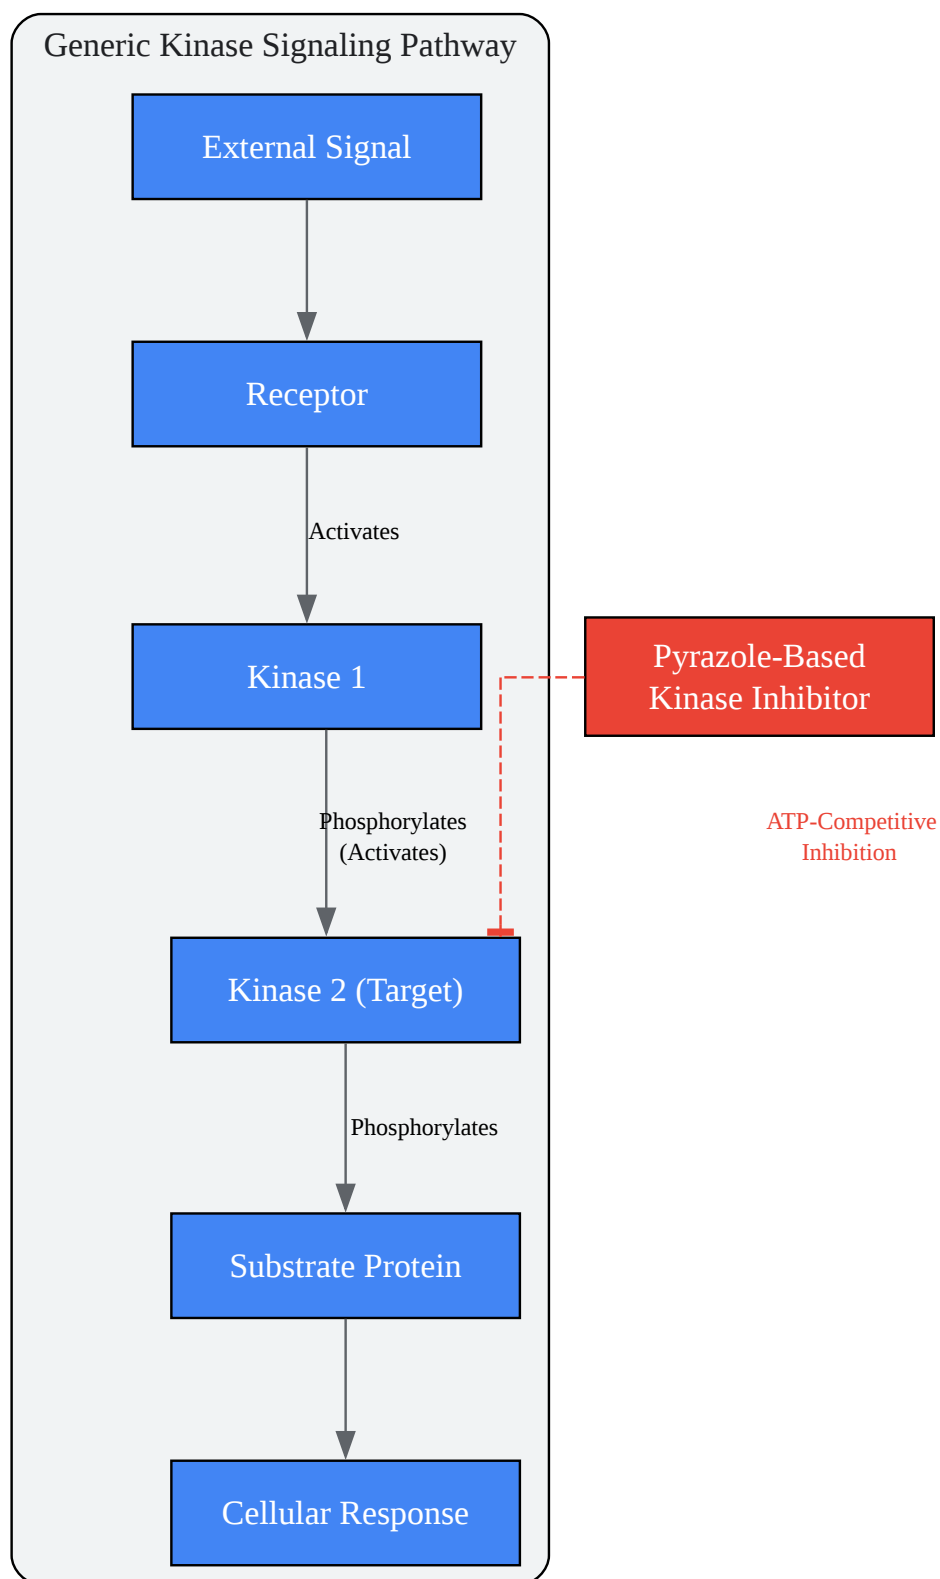 Generic Kinase Signaling Pathway
External Signal
Receptor
Activates
Kinase 1
Pyrazole-Based
Kinase Inhibitor
Phosphorylates
(Activates)
ATP-Competitive
Inhibition
Kinase 2 (Target)
Phosphorylates
Substrate Protein
Cellular Response